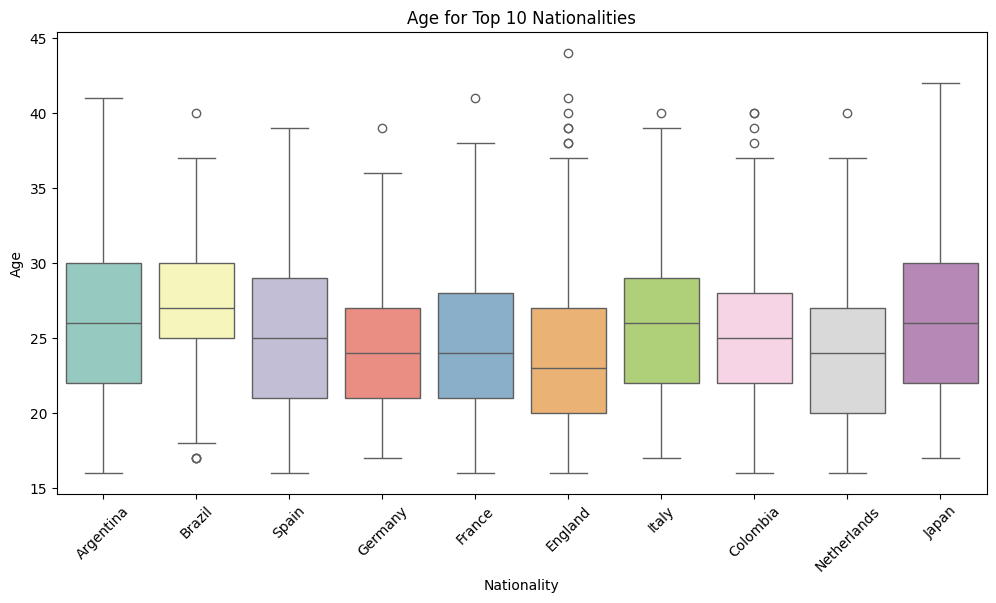 Age for Top 10 Nationalities
Age
45
40
35
30
25
20
15
Argentina
Brazil
Spain
Germany
France
England
Italy
Colombia
Netherlands
Japan
Nationality